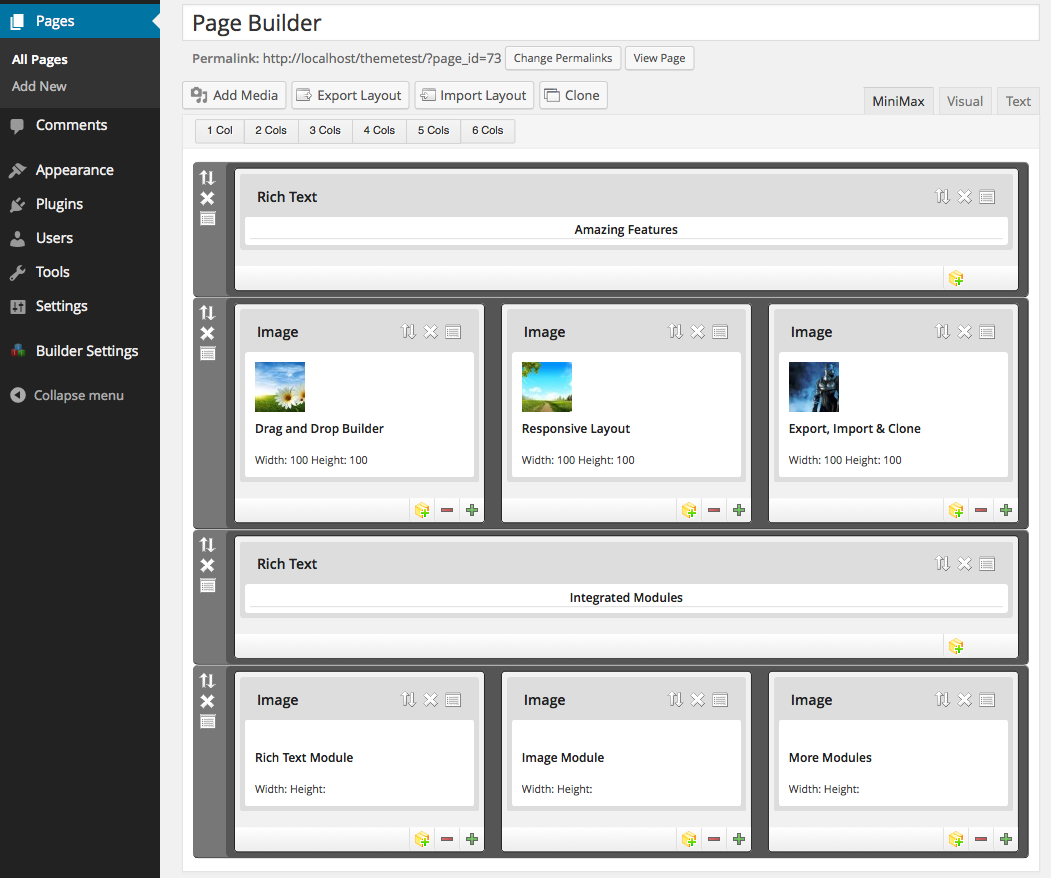 Pages
All Pages
Add New
Comments
Appearance
Plugins
Users
Tools
Settings
Builder Settings
Collapse menu
Page Builder
Permalink: http://localhost/themetest/?page_id=73 Change Permalinks View Page
Add Media Export Layout Import Layout Clone
MiniMax Visual Text
1 Col 2 Cols 3 Cols 4 Cols 5 Cols 6 Cols
Rich Text
Amazing Features
Image Image Image
Drag and Drop Builder Responsive Layout Export, Import & Clone
Width: 100 Height: 100 Width: 100 Height: 100 Width: 100 Height: 100
Rich Text
Integrated Modules
Image Image Image
Rich Text Module Image Module More Modules
Width: Height: Width: Height: Width: Height: